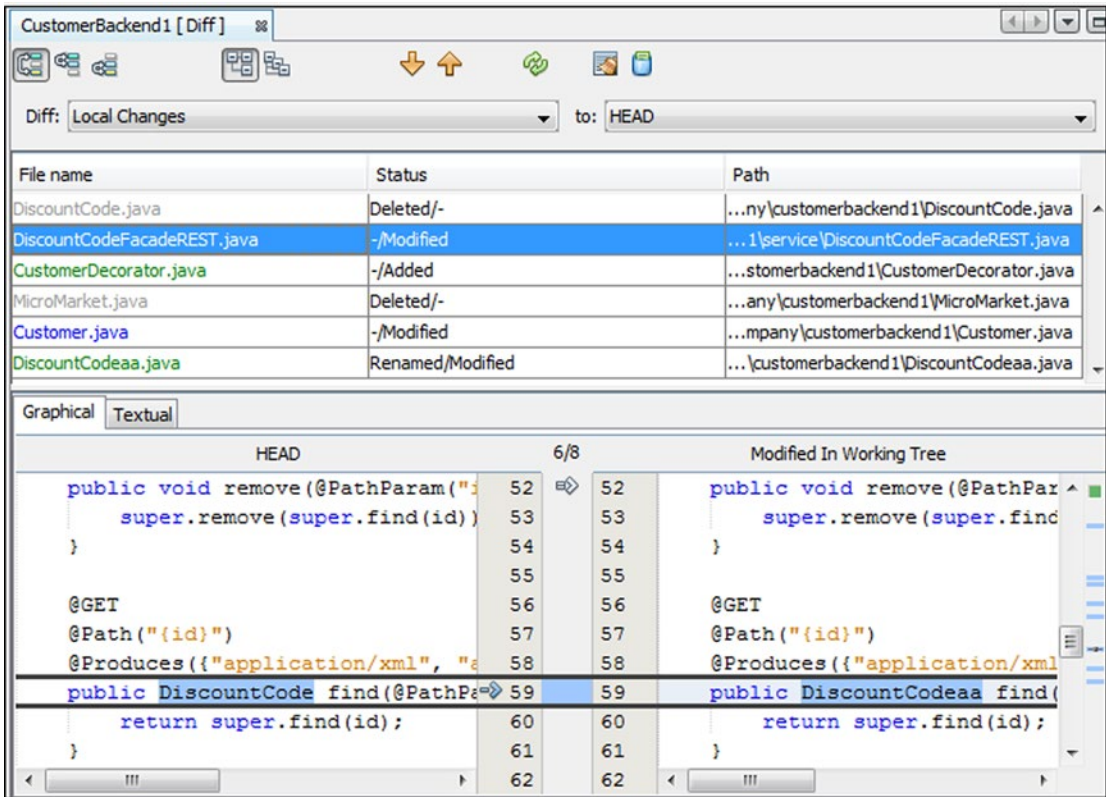 CustomerBackend1 [ Diff ]
Diff: Local Changes to: HEAD
File name Status Path
DiscountCode.java Deleted/- ...ny\customerbackend1\DiscountCode.java
DiscountCodeFacadeREST.java -/Modified ...1\service\DiscountCodeFacadeREST.java
CustomerDecorator.java -/Added ...stomerbackend1\CustomerDecorator.java
MicroMarket.java Deleted/- ...any\customerbackend1\MicroMarket.java
Customer.java -/Modified ...mpany\customerbackend1\Customer.java
DiscountCodeaa.java Renamed/Modified ...\customerbackend1\DiscountCodeaa.java
Graphical Textual
HEAD 6/8 Modified In Working Tree
public void remove(@PathParam("i 52 52 public void remove(@PathPar
super.remove(super.find(id)) 53 53 super.remove(super.find
} 54 54 }
55 55
@GET 56 56 @GET
@Path("{id}") 57 57 @Path("{id}")
@Produces({"application/xml", "a 58 58 @Produces({"application/xml
public DiscountCode find(@PathPa 59 59 public DiscountCodeaa find(
return super.find(id); 60 60 return super.find(id);
} 61 61 }
62 62